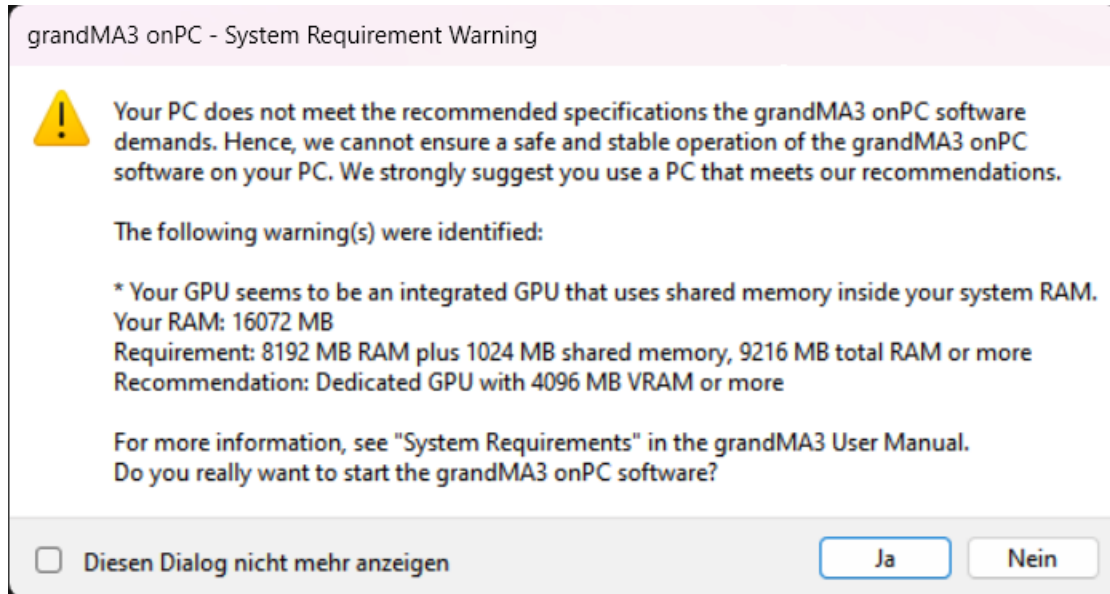 grandMA3 onPC - System Requirement Warning
Your PC does not meet the recommended specifications the grandMA3 onPC software
demands. Hence, we cannot ensure a safe and stable operation of the grandMA3 onPC
software on your PC. We strongly suggest you use a PC that meets our recommendations.
The following warning(s) were identified:
* Your GPU seems to be an integrated GPU that uses shared memory inside your system RAM.
Your RAM: 16072 MB
Requirement: 8192 MB RAM plus 1024 MB shared memory, 9216 MB total RAM or more
Recommendation: Dedicated GPU with 4096 MB VRAM or more
For more information, see "System Requirements" in the grandMA3 User Manual.
Do you really want to start the grandMA3 onPC software?
Diesen Dialog nicht mehr anzeigen
Ja
Nein